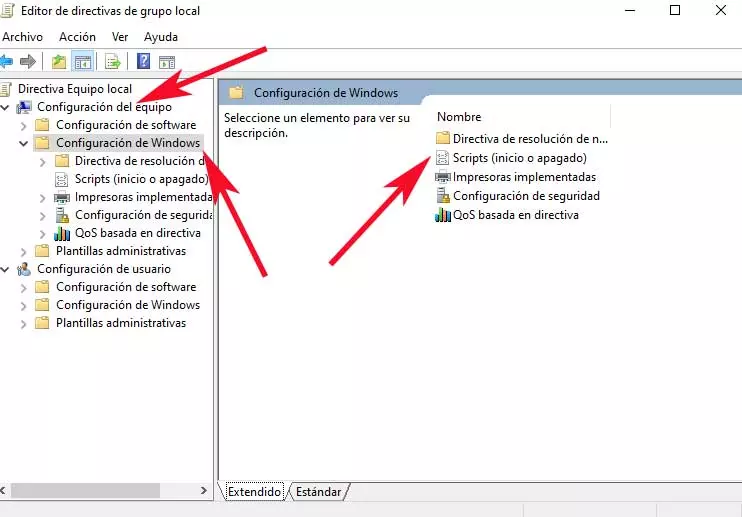 Editor de directivas de grupo local
Archivo Acción Ver Ayuda
Directiva Equipo local
Configuración del equipo
Configuración de software
Configuración de Windows
Directiva de resolución d
Scripts (inicio o apagado)
Impresoras implementada
Configuración de segurida
QoS basada en directiva
Plantillas administrativas
Configuración de usuario
Configuración de software
Configuración de Windows
Plantillas administrativas
Configuración de Windows
Seleccione un elemento para ver su
descripción.
Nombre
Directiva de resolución de n...
Scripts (inicio o apagado)
Impresoras implementadas
Configuración de seguridad
QoS basada en directiva
Extendido Estándar